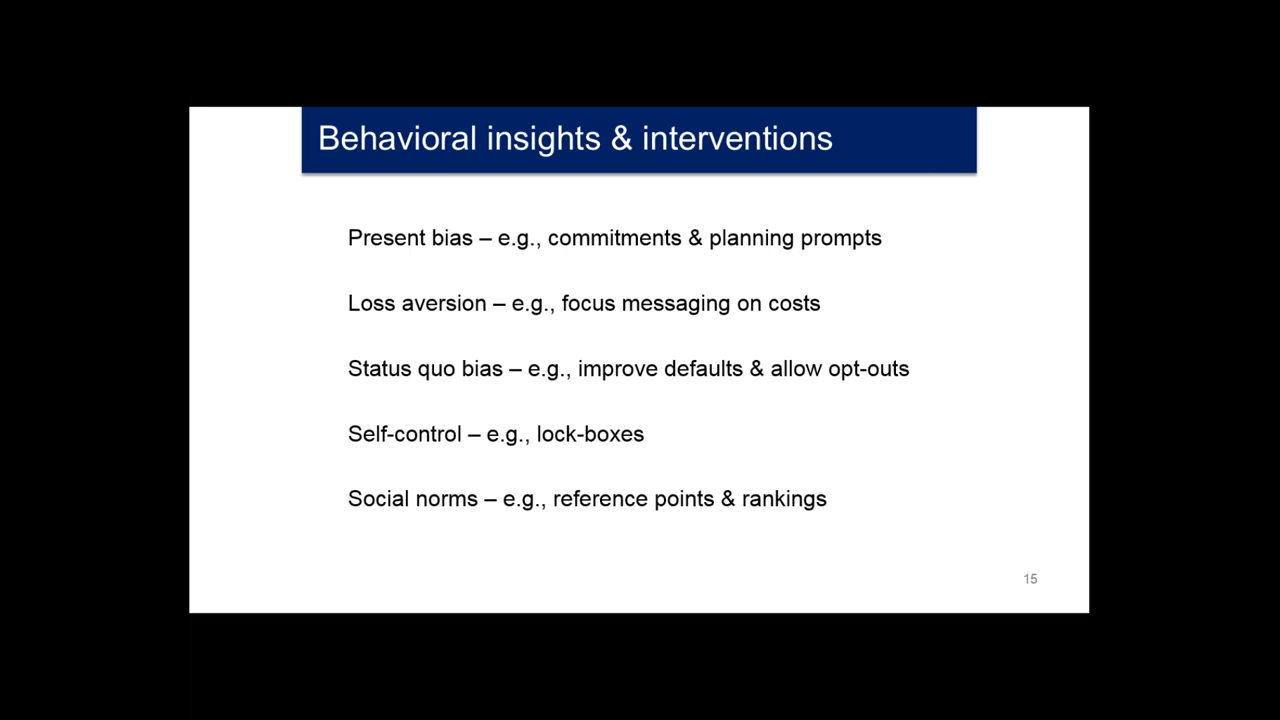 Behavioral insights & interventions
Present bias – e.g., commitments & planning prompts
Loss aversion – e.g., focus messaging on costs
Status quo bias – e.g., improve defaults & allow opt-outs
Self-control – e.g., lock-boxes
Social norms – e.g., reference points & rankings
15